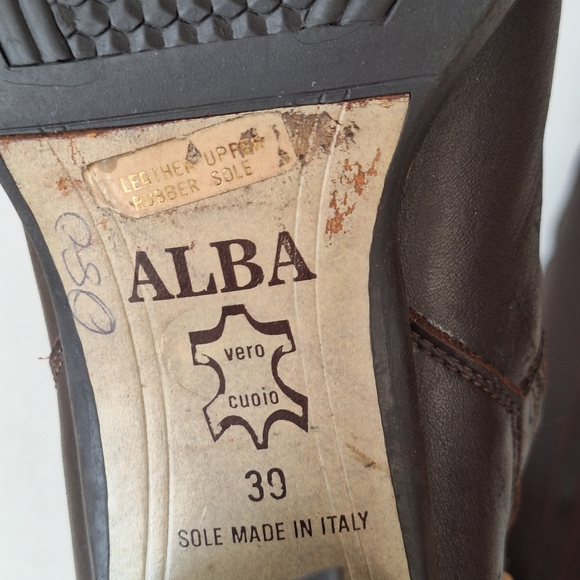 LEATHER UPPER
RUBBER SOLE
ALBA
vero
cuoio
39
SOLE MADE IN ITALY